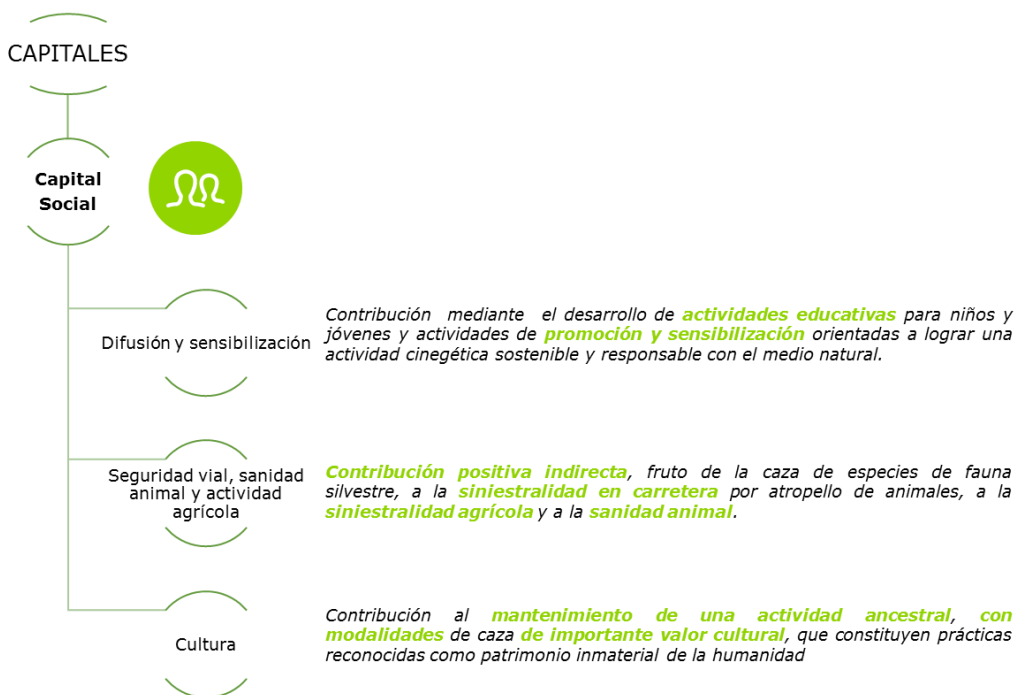 CAPITALES
Capital
Social
Difusión y sensibilización
Contribución mediante el desarrollo de actividades educativas para niños y
jóvenes y actividades de promoción y sensibilización orientadas a lograr una
actividad cinegética sostenible y responsable con el medio natural.
Seguridad vial, sanidad
animal y actividad
agrícola
Contribución positiva indirecta, fruto de la caza de especies de fauna
silvestre, a la siniestralidad en carretera por atropello de animales, a la
siniestralidad agrícola y a la sanidad animal.
Cultura
Contribución al mantenimiento de una actividad ancestral, con
modalidades de caza de importante valor cultural, que constituyen prácticas
reconocidas como patrimonio inmaterial de la humanidad